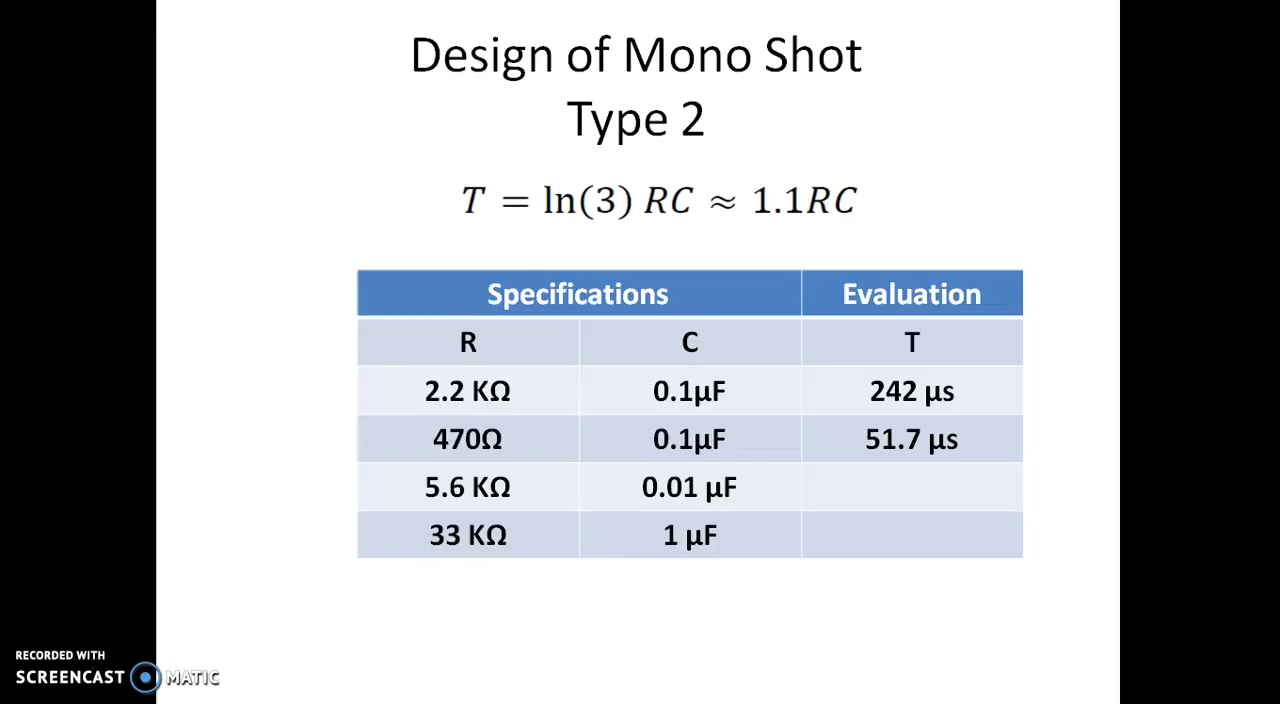 Design of Mono Shot
Type 2
T = ln(3) RC ≈ 1.1RC
Specifications Evaluation
R C T
2.2 KΩ 0.1µF 242 µs
470Ω 0.1µF 51.7 µs
5.6 KΩ 0.01 µF
33 KΩ 1 µF
RECORDED WITH
SCREENCAST MATIC